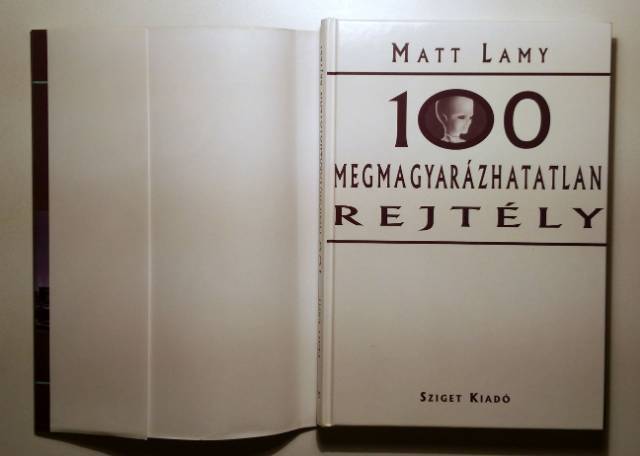 MATT LAMY
100
MEGMAGYARÁZHATATLAN
REJTÉLY
SZIGET KIADÓ